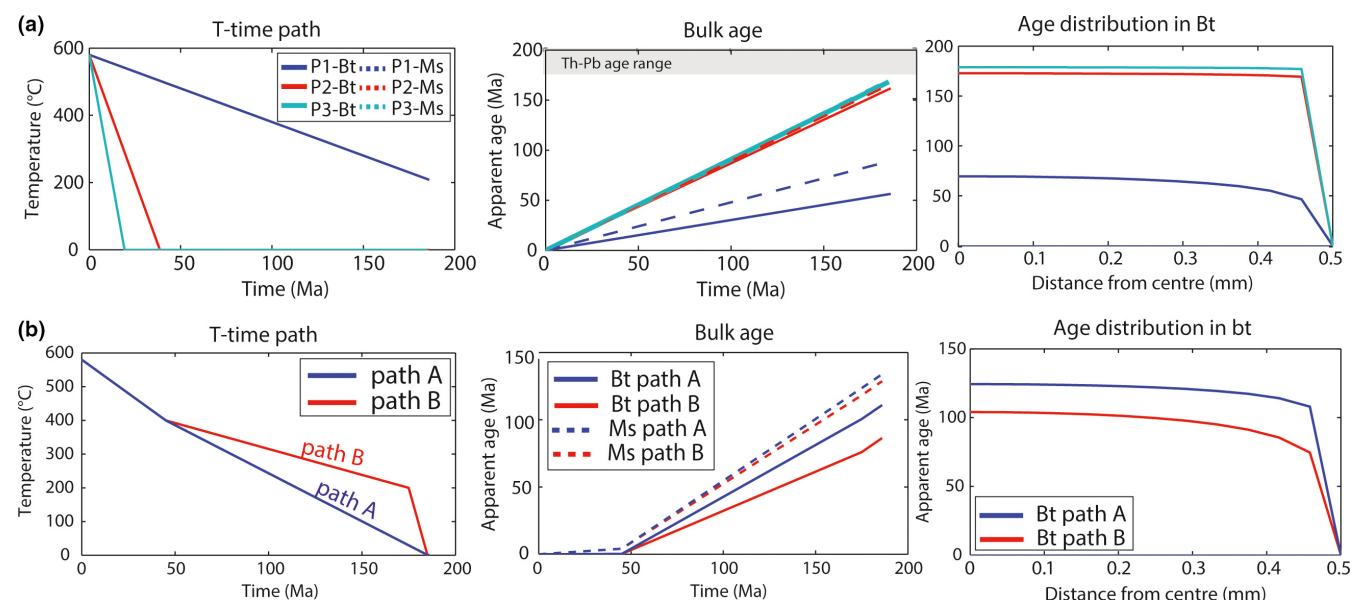 (a)
T-time path
600
400
200
0
Temperature (°C)
P1-Bt P1-Ms
P2-Bt P2-Ms
P3-Bt P3-Ms
0 50 100 150 200
Time (Ma)
Bulk age
200
150
100
50
0
Apparent age (Ma)
Th-Pb age range
0 50 100 150 200
Time (Ma)
Age distribution in Bt
200
150
100
50
0
0 0.1 0.2 0.3 0.4 0.5
Distance from centre (mm)
(b)
T-time path
600
500
400
300
200
100
0
Temperature (°C)
path A
path B
path B
path A
0 50 100 150 200
Time (Ma)
Bulk age
150
100
50
0
Apparent age (Ma)
Bt path A
Bt path B
Ms path A
Ms path B
0 50 100 150 200
Time (Ma)
Age distribution in bt
150
100
50
0
Apparent age (Ma)
Bt path A
Bt path B
0 0.1 0.2 0.3 0.4 0.5
Distance from centre (mm)